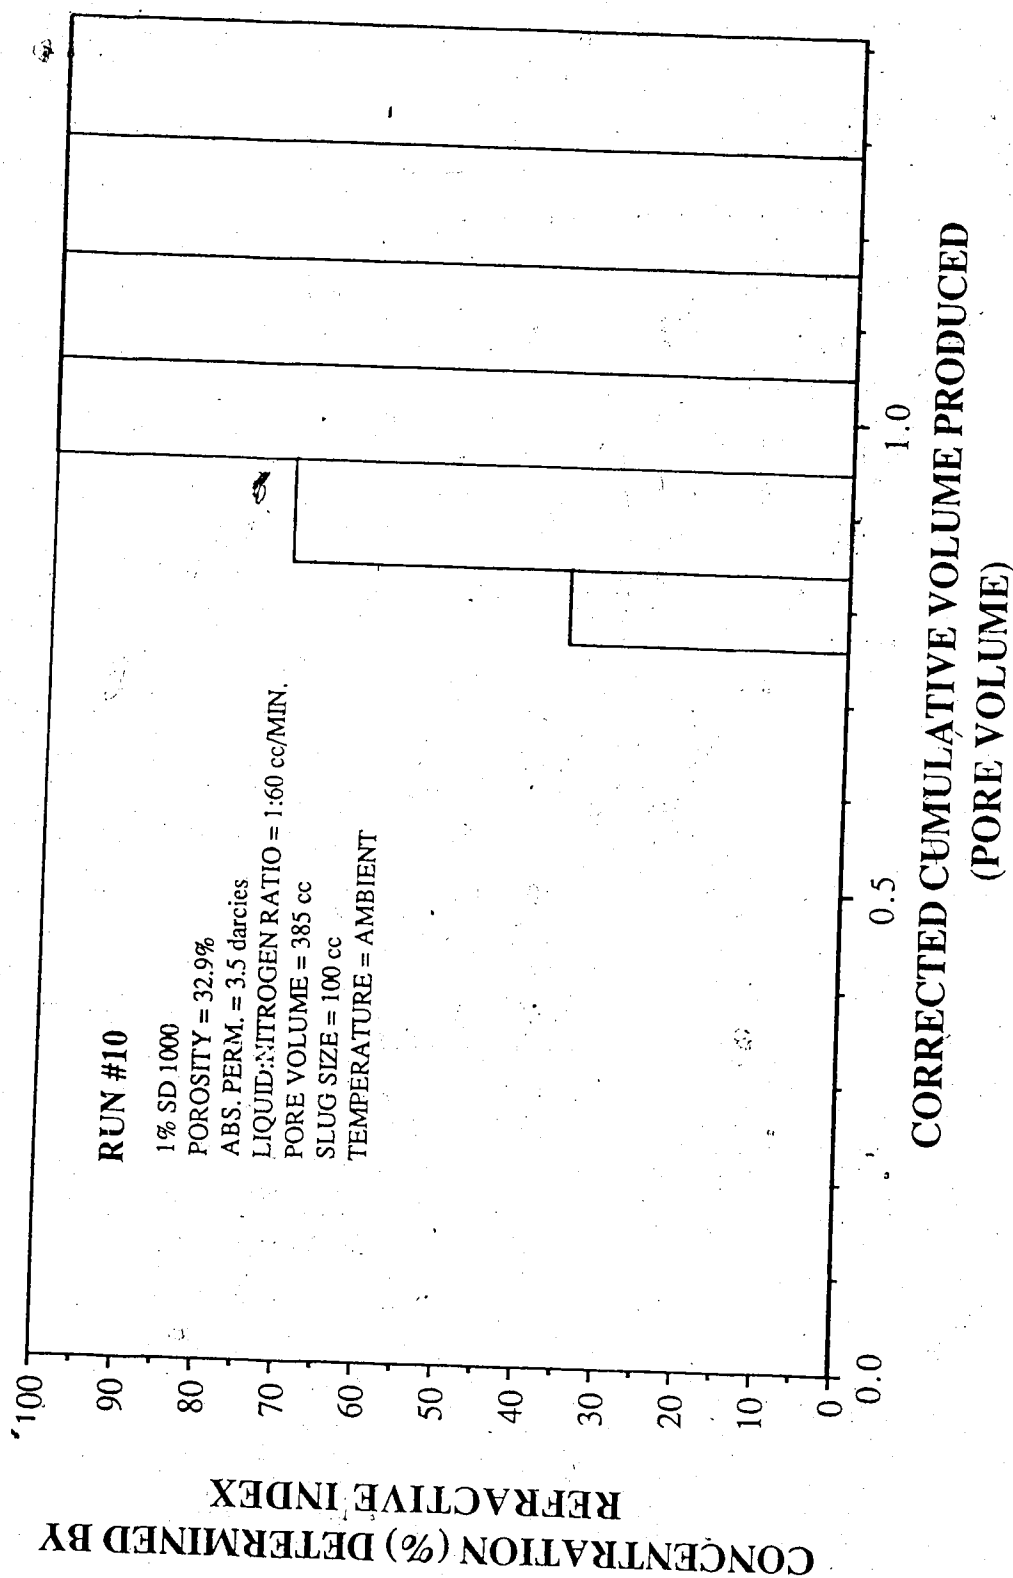 CONCENTRATION (%) DETERMINED BY
REFRACTIVE INDEX
100
90
80
70
60
50
40
30
20
10
0
RUN #10
1% SD 1000
POROSITY = 32.9%
ABS. PERM. = 3.5 darcies
LIQUID:NITROGEN RATIO = 1:60 cc/MIN.
PORE VOLUME = 385 cc
SLUG SIZE = 100 cc
TEMPERATURE = AMBIENT
0.0
0.5
1.0
CORRECTED CUMULATIVE VOLUME PRODUCED
(PORE VOLUME)